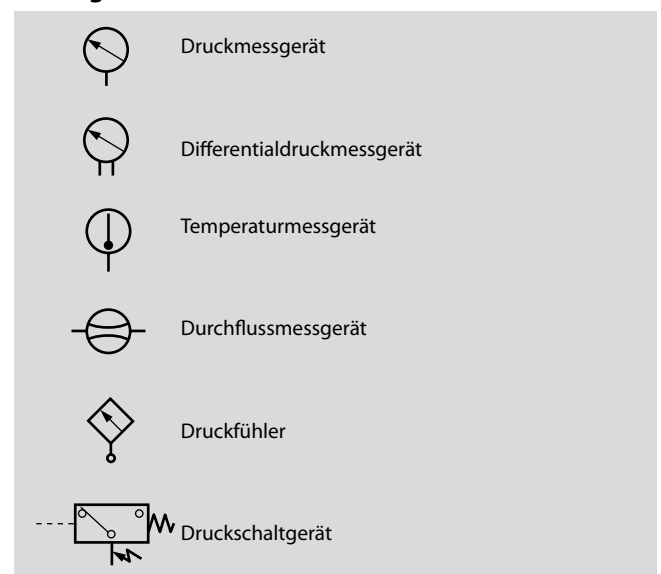 Druckmessgerät
Differentialdruckmessgerät
Temperaturmessgerät
Durchflussmessgerät
Druckfühler
Druckschaltgerät